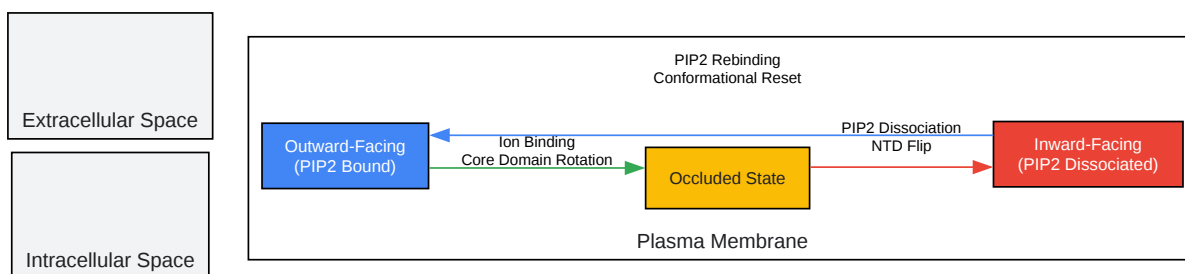 Extracellular Space
Intracellular Space
PIP2 Rebinding
Conformational Reset
Outward-Facing
(PIP2 Bound)
Ion Binding
Core Domain Rotation
Occluded State
PIP2 Dissociation
NTD Flip
Inward-Facing
(PIP2 Dissociated)
Plasma Membrane